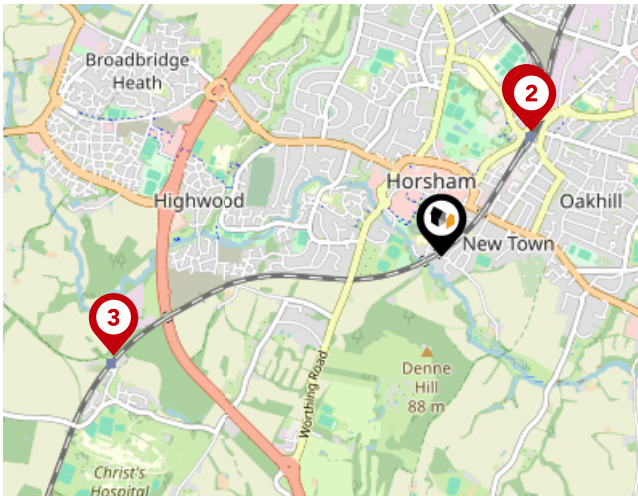 Broadbridge
Heath
2
Horsham
Highwood
Oakhill
New Town
3
Worthing Road
Denne
Hill
88 m
Christ's
Hospital